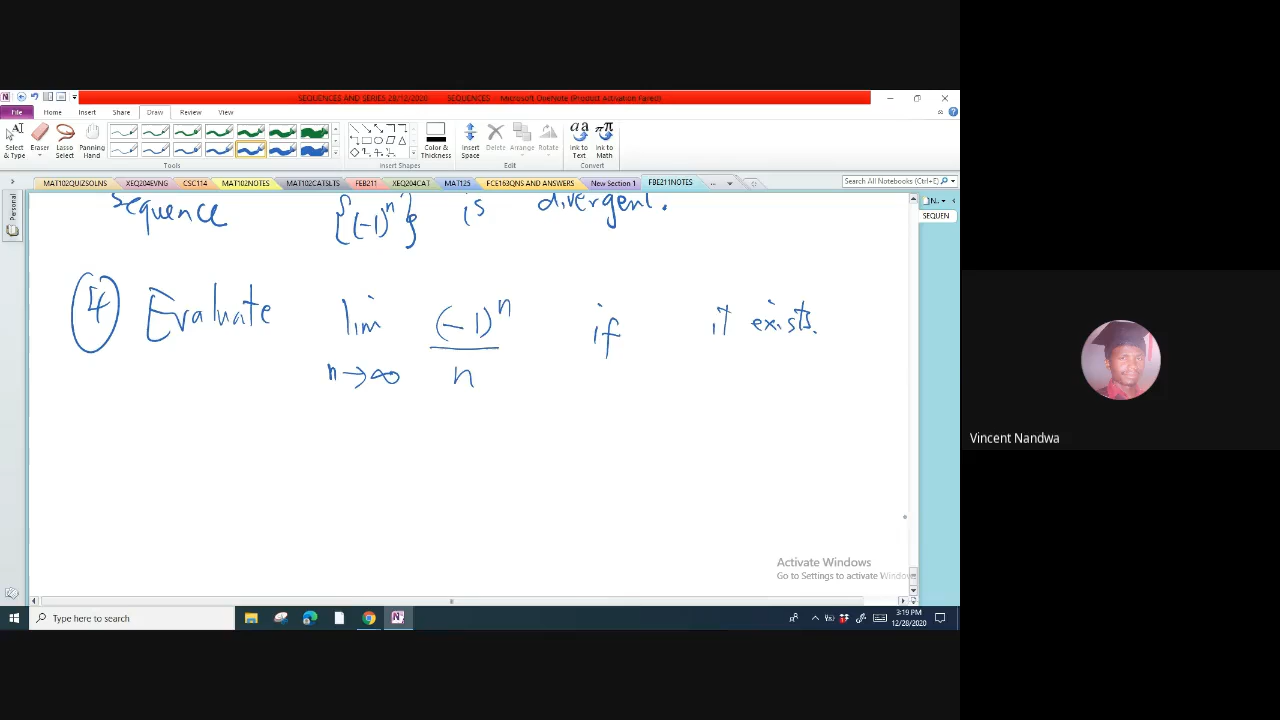 SEQUENCES AND SERIES 28/12/2020 SEQUENCES - Microsoft OneNote (Product Activation Failed)
File Home Insert Share Draw Review View
Select & Type Eraser Lasso Select Panning Hand Color & Thickness Insert Space Delete Arrange Rotate Ink to Text Ink to Math
Tools Insert Shapes Edit Convert
MAT102QUIZSOLNS XEQ204EVNG CSC114 MAT102NOTES MAT102CATSLTS FEB211 XEQ204CAT MAT125 FCE163QNS AND ANSWERS New Section 1 FBE211NOTES Search All Notebooks (Ctrl+E)
Personal
N..
SEQUEN
sequence {(-1)^n} is divergent.
4 Evaluate lim n→∞ (-1)^n / n if it exists.
Vincent Nandwa
Activate Windows
Go to Settings to activate Windows
Type here to search
3:19 PM
12/28/2020